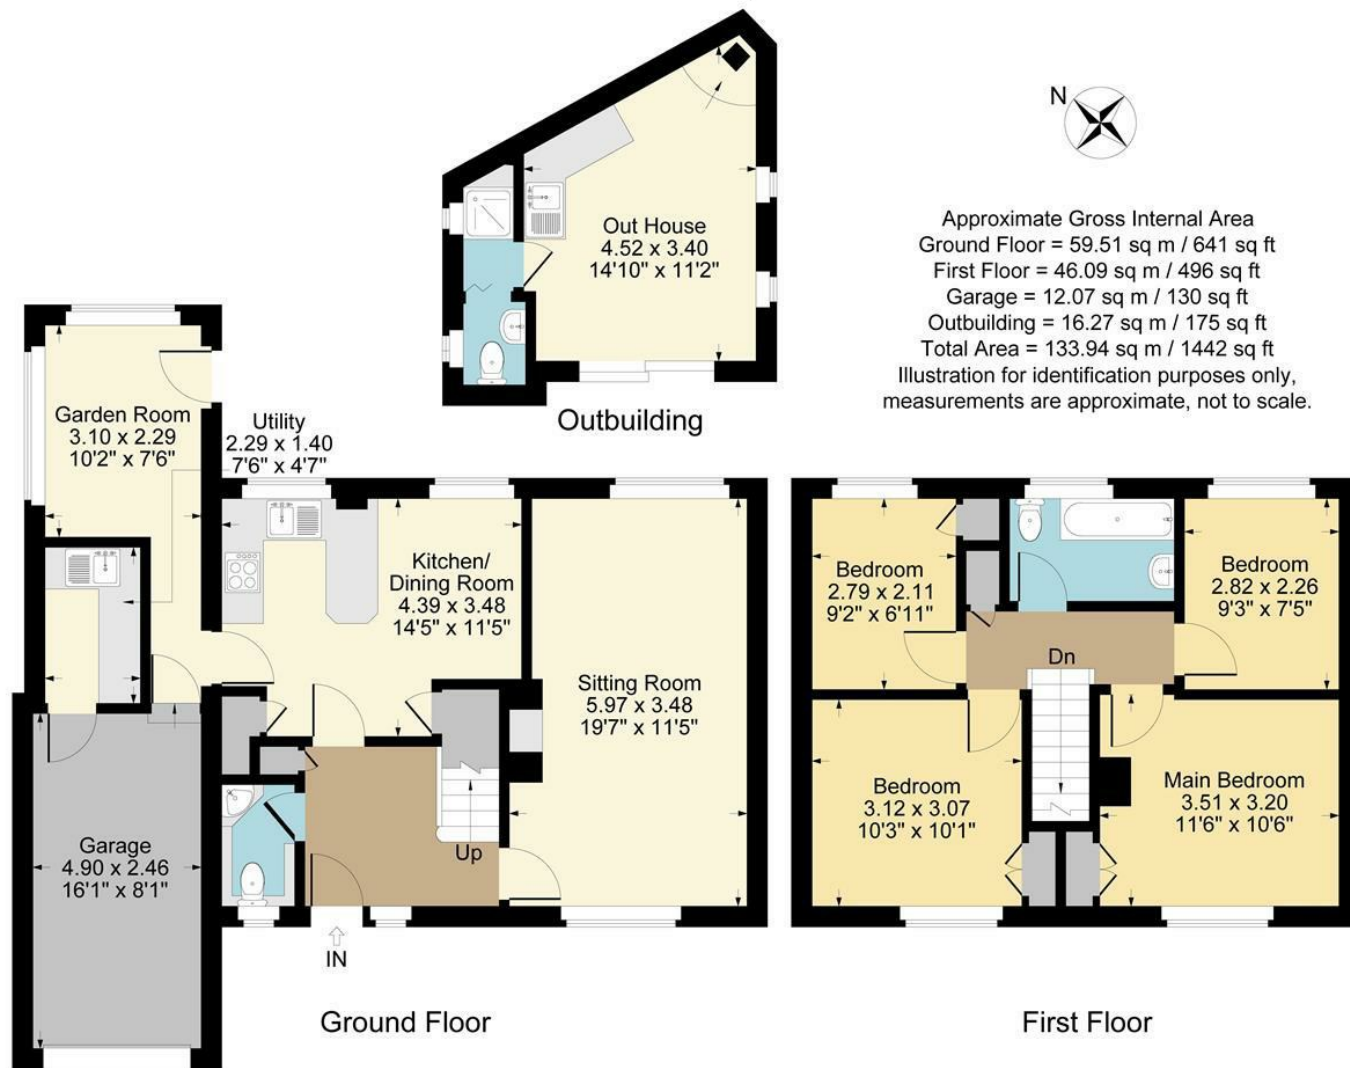 N
Approximate Gross Internal Area
Ground Floor = 59.51 sq m / 641 sq ft
First Floor = 46.09 sq m / 496 sq ft
Garage = 12.07 sq m / 130 sq ft
Outbuilding = 16.27 sq m / 175 sq ft
Total Area = 133.94 sq m / 1442 sq ft
Illustration for identification purposes only,
measurements are approximate, not to scale.
Out House
4.52 x 3.40
14'10" x 11'2"
Outbuilding
Garden Room
3.10 x 2.29
10'2" x 7'6"
Utility
2.29 x 1.40
7'6" x 4'7"
Kitchen/
Dining Room
4.39 x 3.48
14'5" x 11'5"
Sitting Room
5.97 x 3.48
19'7" x 11'5"
Garage
4.90 x 2.46
16'1" x 8'1"
Up
IN
Ground Floor
Bedroom
2.79 x 2.11
9'2" x 6'11"
Bedroom
2.82 x 2.26
9'3" x 7'5"
Dn
Bedroom
3.12 x 3.07
10'3" x 10'1"
Main Bedroom
3.51 x 3.20
11'6" x 10'6"
First Floor